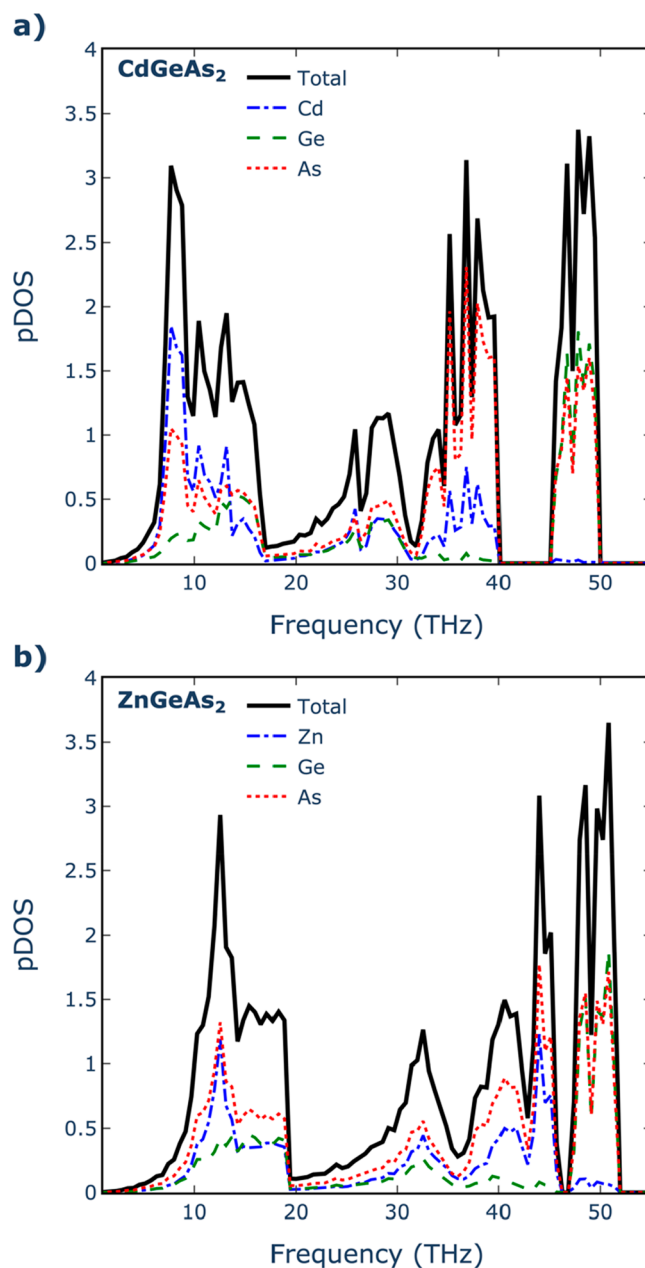 a)
CdGeAs₂
Total
Cd
Ge
As
4
3.5
3
2.5
2
1.5
1
0.5
0
pDOS
10 20 30 40 50
Frequency (THz)
b)
ZnGeAs₂
Total
Zn
Ge
As
4
3.5
3
2.5
2
1.5
1
0.5
0
pDOS
10 20 30 40 50
Frequency (THz)